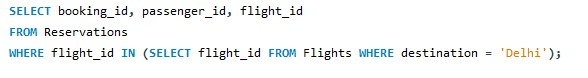 SELECT booking_id, passenger_id, flight_id
FROM Reservations
WHERE flight_id IN (SELECT flight_id FROM Flights WHERE destination = 'Delhi');